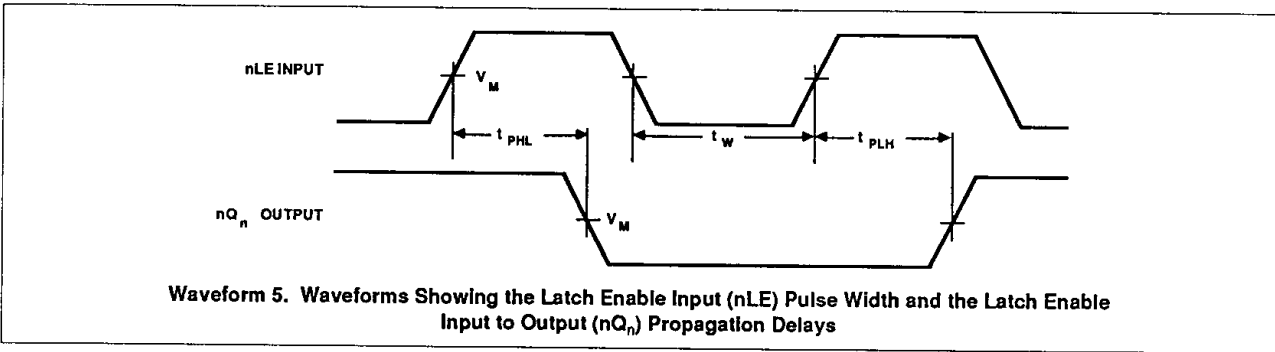 nLE INPUT
V_M
t_PHL
t_W
t_PLH
nQ_n OUTPUT
V_M
Waveform 5. Waveforms Showing the Latch Enable Input (nLE) Pulse Width and the Latch Enable
Input to Output (nQ_n) Propagation Delays